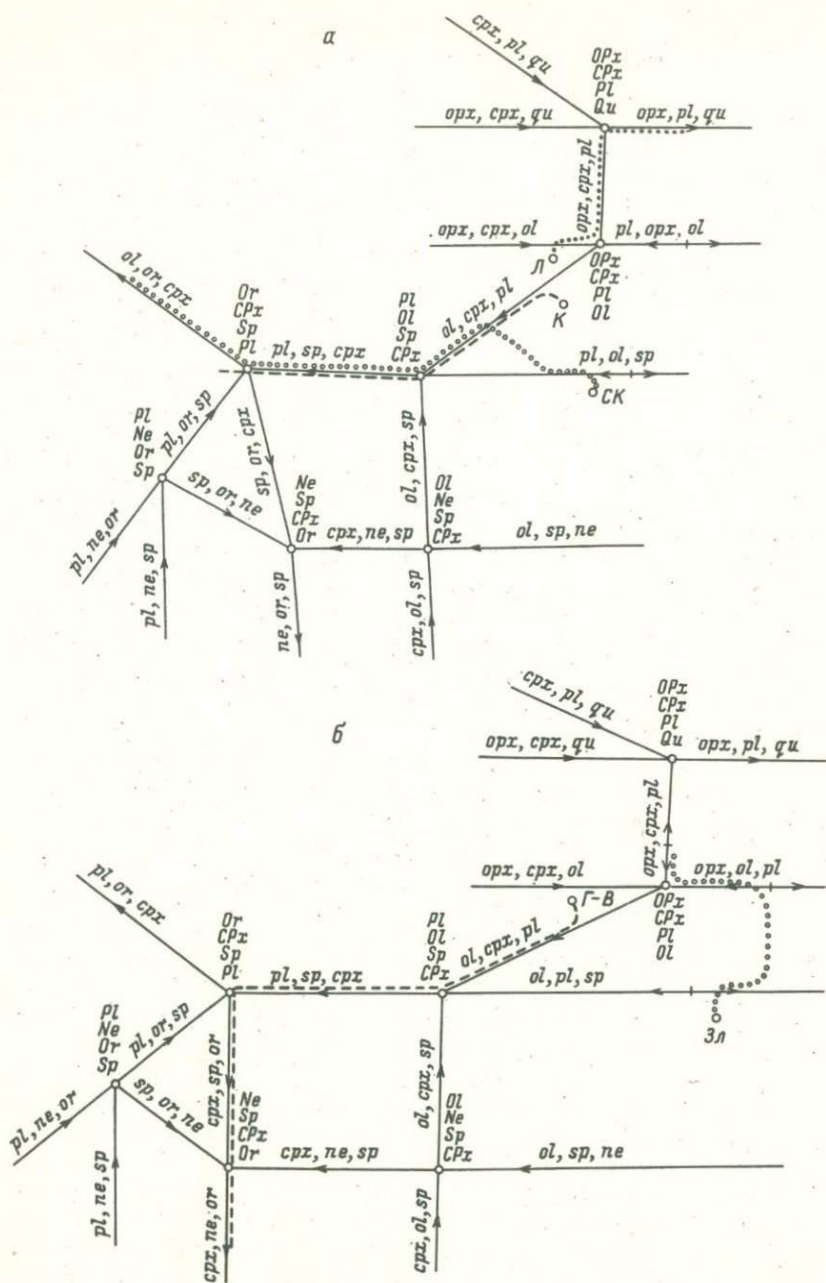 а
cpx, pl, qu
OPx
CPx
Pl
Qu
opx, cpx, qu
opx, pl, qu
opx, cpx, pl
opx, cpx, ol
pl, opx, ol
Л
OPx
CPx
Pl
Ol
ol, or, cpx
Or
CPx
Sp
Pl
Pl
Ol
Sp
CPx
ol, cpx, pl
К
pl, sp, cpx
pl, ol, sp
СК
Pl
Ne
Or
Sp
pl, or, sp
sp, or, cpx
ol, cpx, sp
sp, or, ne
Ne
Sp
CPx
Or
Ol
Ne
Sp
CPx
cpx, ne, sp
ol, sp, ne
pl, ne, or
pl, ne, sp
ne, or, sp
cpx, ol, sp
б
cpx, pl, qu
OPx
CPx
Pl
Qu
opx, cpx, qu
opx, pl, qu
opx, cpx, pl
opx, cpx, ol
opx, ol, pl
Г-В
OPx
CPx
Pl
Ol
pl, or, cpx
Or
CPx
Sp
Pl
Pl
Ol
Sp
CPx
ol, cpx, pl
pl, sp, cpx
ol, pl, sp
Зл
Pl
Ne
Or
Sp
pl, or, sp
cpx, sp, or
ol, cpx, sp
sp, or, ne
Ne
Sp
CPx
Or
Ol
Ne
Sp
CPx
cpx, ne, sp
ol, sp, ne
pl, ne, or
pl, ne, sp
cpx, ne, or
cpx, ol, sp